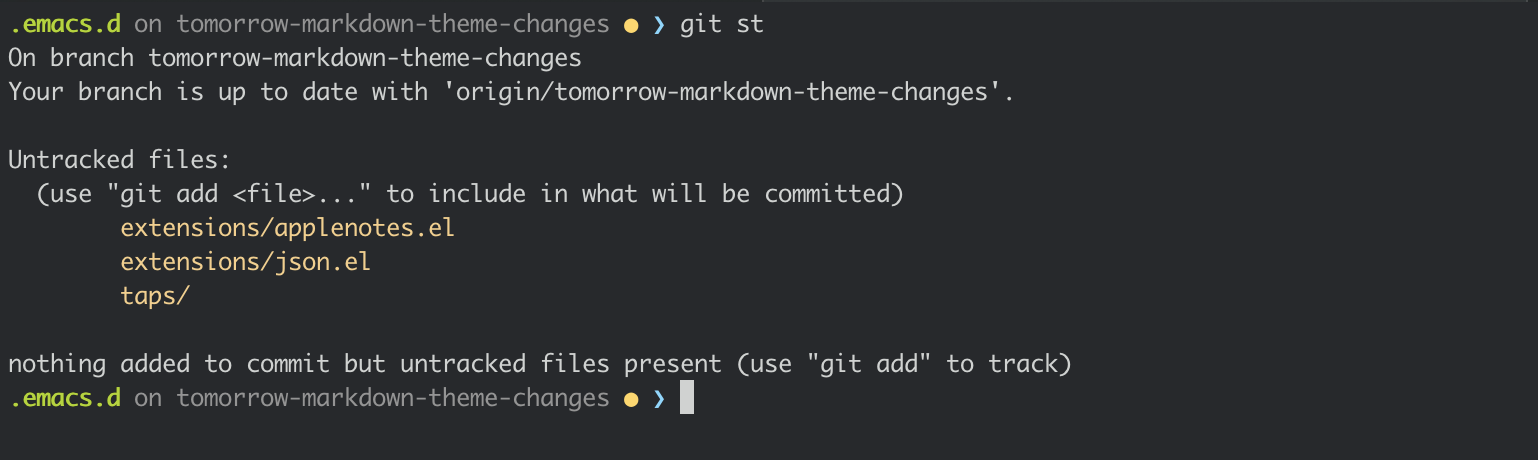 .emacs.d on tomorrow-markdown-theme-changes ● ❯ git st
On branch tomorrow-markdown-theme-changes
Your branch is up to date with 'origin/tomorrow-markdown-theme-changes'.
Untracked files:
  (use "git add <file>..." to include in what will be committed)
        extensions/applenotes.el
        extensions/json.el
        taps/
nothing added to commit but untracked files present (use "git add" to track)
.emacs.d on tomorrow-markdown-theme-changes ● ❯